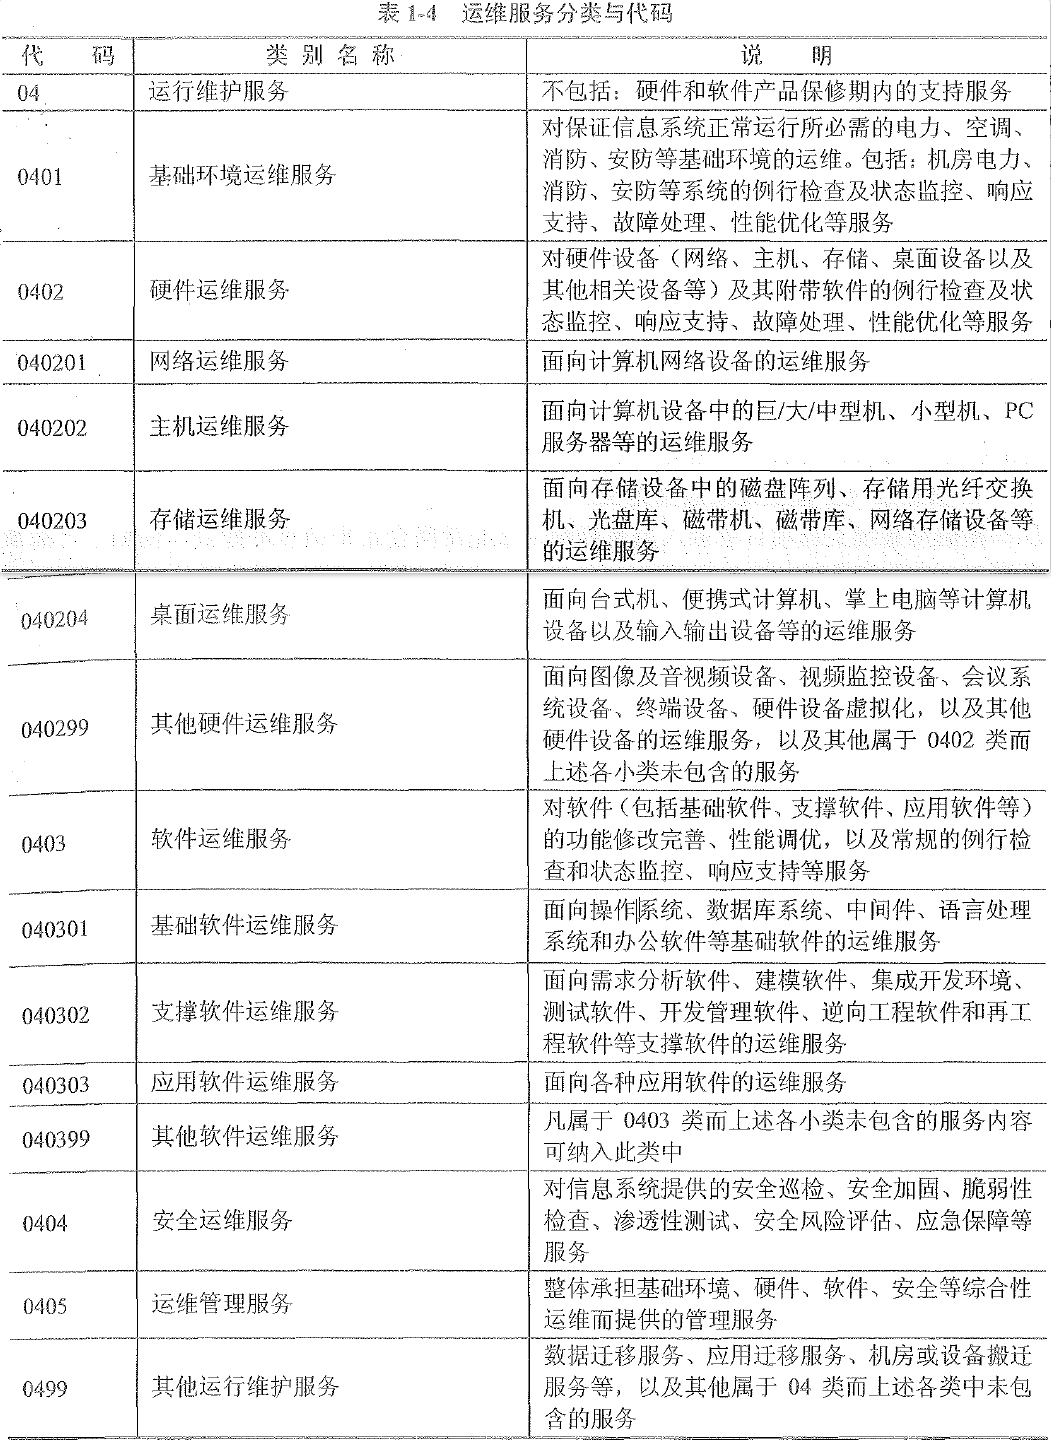 表 1-4 运维服务分类与代码
代 码 类 别 名 称 说 明
04 运行维护服务 不包括：硬件和软件产品保修期内的支持服务
0401 基础环境运维服务 对保证信息系统正常运行所必需的电力、空调、
消防、安防等基础环境的运维。包括：机房电力、
消防、安防等系统的例行检查及状态监控、响应
支持、故障处理、性能优化等服务
0402 硬件运维服务 对硬件设备（网络、主机、存储、桌面设备以及
其他相关设备等）及其附带软件的例行检查及状
态监控、响应支持、故障处理、性能优化等服务
040201 网络运维服务 面向计算机网络设备的运维服务
040202 主机运维服务 面向计算机设备中的巨/大/中型机、小型机、PC
服务器等的运维服务
040203 存储运维服务 面向存储设备中的磁盘阵列、存储用光纤交换
机、光盘库、磁带机、磁带库、网络存储设备等
的运维服务
040204 桌面运维服务 面向台式机、便携式计算机、掌上电脑等计算机
设备以及输入输出设备等的运维服务
040299 其他硬件运维服务 面向图像及音视频设备、视频监控设备、会议系
统设备、终端设备、硬件设备虚拟化，以及其他
硬件设备的运维服务，以及其他属于 0402 类而
上述各小类未包含的服务
0403 软件运维服务 对软件（包括基础软件、支撑软件、应用软件等）
的功能修改完善、性能调优，以及常规的例行检
查和状态监控、响应支持等服务
040301 基础软件运维服务 面向操作系统、数据库系统、中间件、语言处理
系统和办公软件等基础软件的运维服务
040302 支撑软件运维服务 面向需求分析软件、建模软件、集成开发环境、
测试软件、开发管理软件、逆向工程软件和再工
程软件等支撑软件的运维服务
040303 应用软件运维服务 面向各种应用软件的运维服务
040399 其他软件运维服务 凡属于 0403 类而上述各小类未包含的服务内容
可纳入此类中
0404 安全运维服务 对信息系统提供的安全巡检、安全加固、脆弱性
检查、渗透性测试、安全风险评估、应急保障等
服务
0405 运维管理服务 整体承担基础环境、硬件、软件、安全等综合性
运维而提供的管理服务
0499 其他运行维护服务 数据迁移服务、应用迁移服务、机房或设备搬迁
服务等，以及其他属于 04 类而上述各类中未包
含的服务